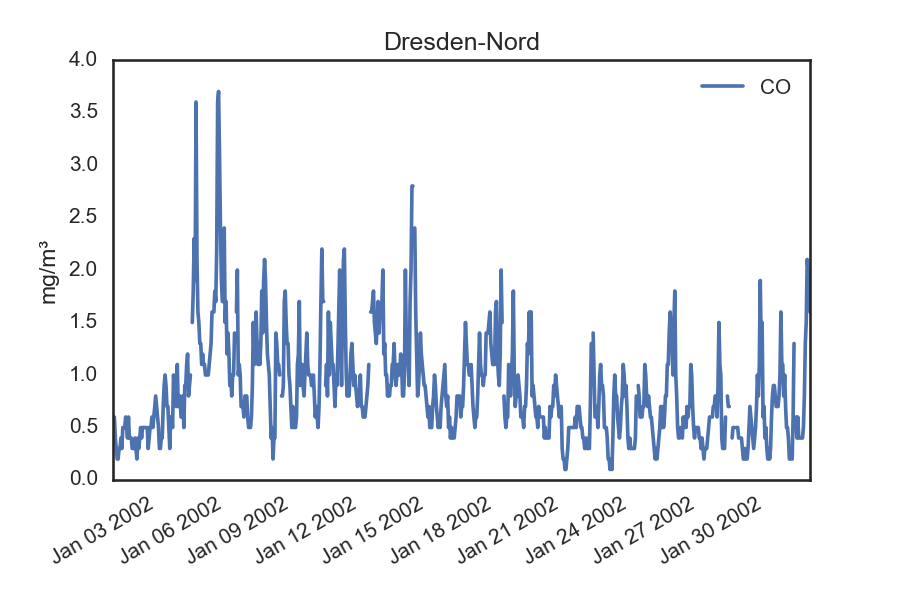 Dresden-Nord
CO
mg/m³
4.0
3.5
3.0
2.5
2.0
1.5
1.0
0.5
0.0
Jan 03 2002
Jan 06 2002
Jan 09 2002
Jan 12 2002
Jan 15 2002
Jan 18 2002
Jan 21 2002
Jan 24 2002
Jan 27 2002
Jan 30 2002